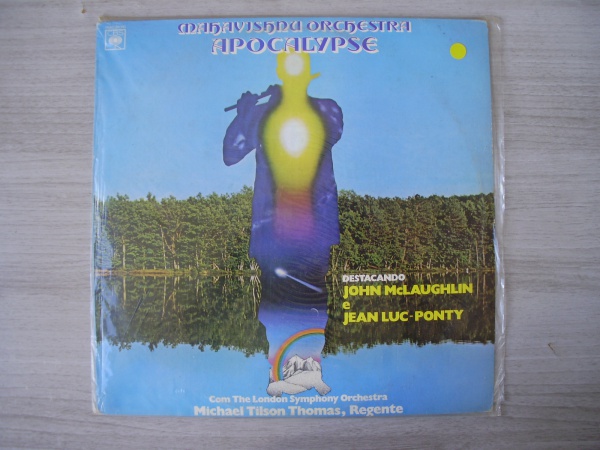 MAHAVISHNU ORCHESTRA
APOCALYPSE
DESTACANDO
JOHN McLAUGHLIN
e
JEAN LUC-PONTY
Com The London Symphony Orchestra
Michael Tilson Thomas, Regente